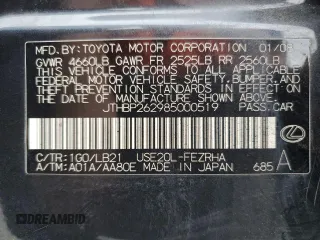 MFD.BY:TOYOTA MOTOR CORPORATION 01/08
GVWR 4660LB GAWR FR 2525LB RR 2560LB
THIS VEHICLE CONFORMS TO ALL APPLICABLE
FEDERAL MOTOR VEHICLE SAFETY, BUMPER, AND
THEFT PREVENTION STANDARDS IN EFFECT ON
THE DATE OF MANUFACTURE SHOWN ABOVE.
JTHBP262985000519 PASS.CAR
C/TR:1G0/LB21 USE20L-FEZRHA
A/TM:A01A/AA80E MADE IN JAPAN 685 A
DREAMBID